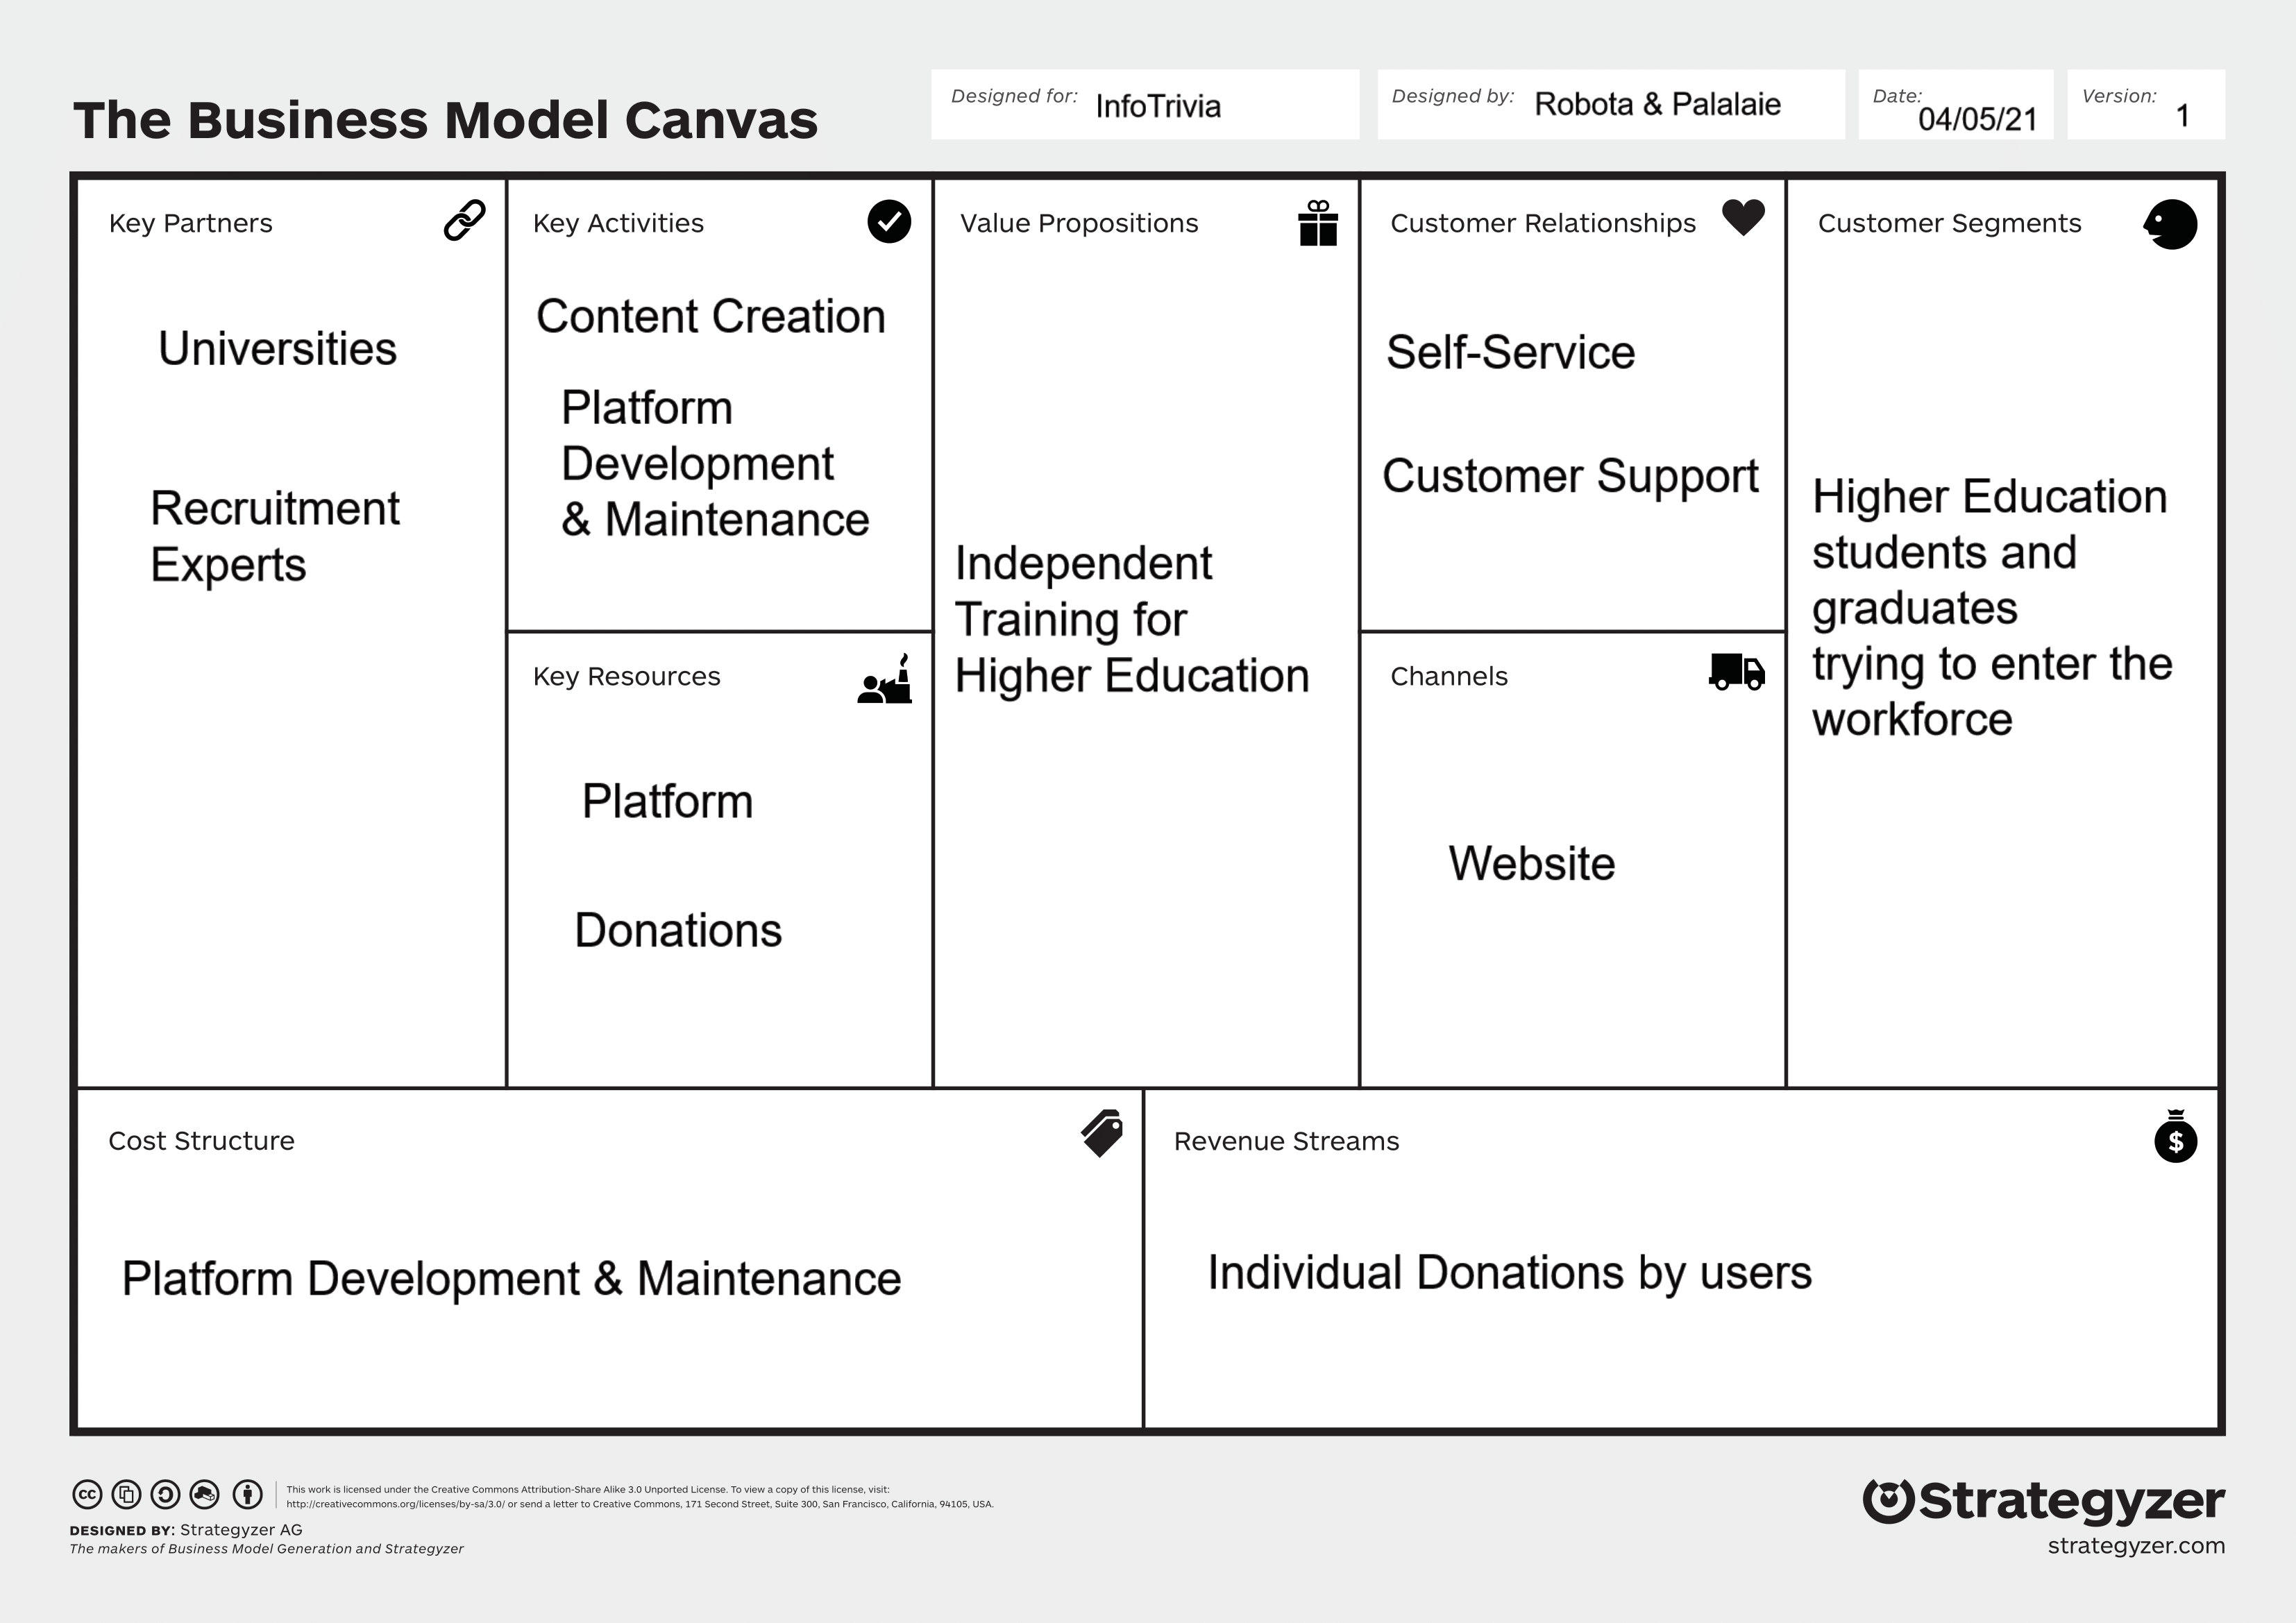 The Business Model Canvas
Designed for: InfoTrivia
Designed by: Robota & Palalaie
Date: 04/05/21
Version: 1
Key Partners
Universities
Recruitment
Experts
Key Activities
Content Creation
Platform
Development
& Maintenance
Key Resources
Platform
Donations
Value Propositions
Independent
Training for
Higher Education
Customer Relationships
Self-Service
Customer Support
Channels
Website
Customer Segments
Higher Education
students and
graduates
trying to enter the
workforce
Cost Structure
Platform Development & Maintenance
Revenue Streams
$
Individual Donations by users
cc
This work is licensed under the Creative Commons Attribution-Share Alike 3.0 Unported License. To view a copy of this license, visit:
http://creativecommons.org/licenses/by-sa/3.0/ or send a letter to Creative Commons, 171 Second Street, Suite 300, San Francisco, California, 94105, USA.
DESIGNED BY: Strategyzer AG
The makers of Business Model Generation and Strategyzer
Strategyzer
strategyzer.com